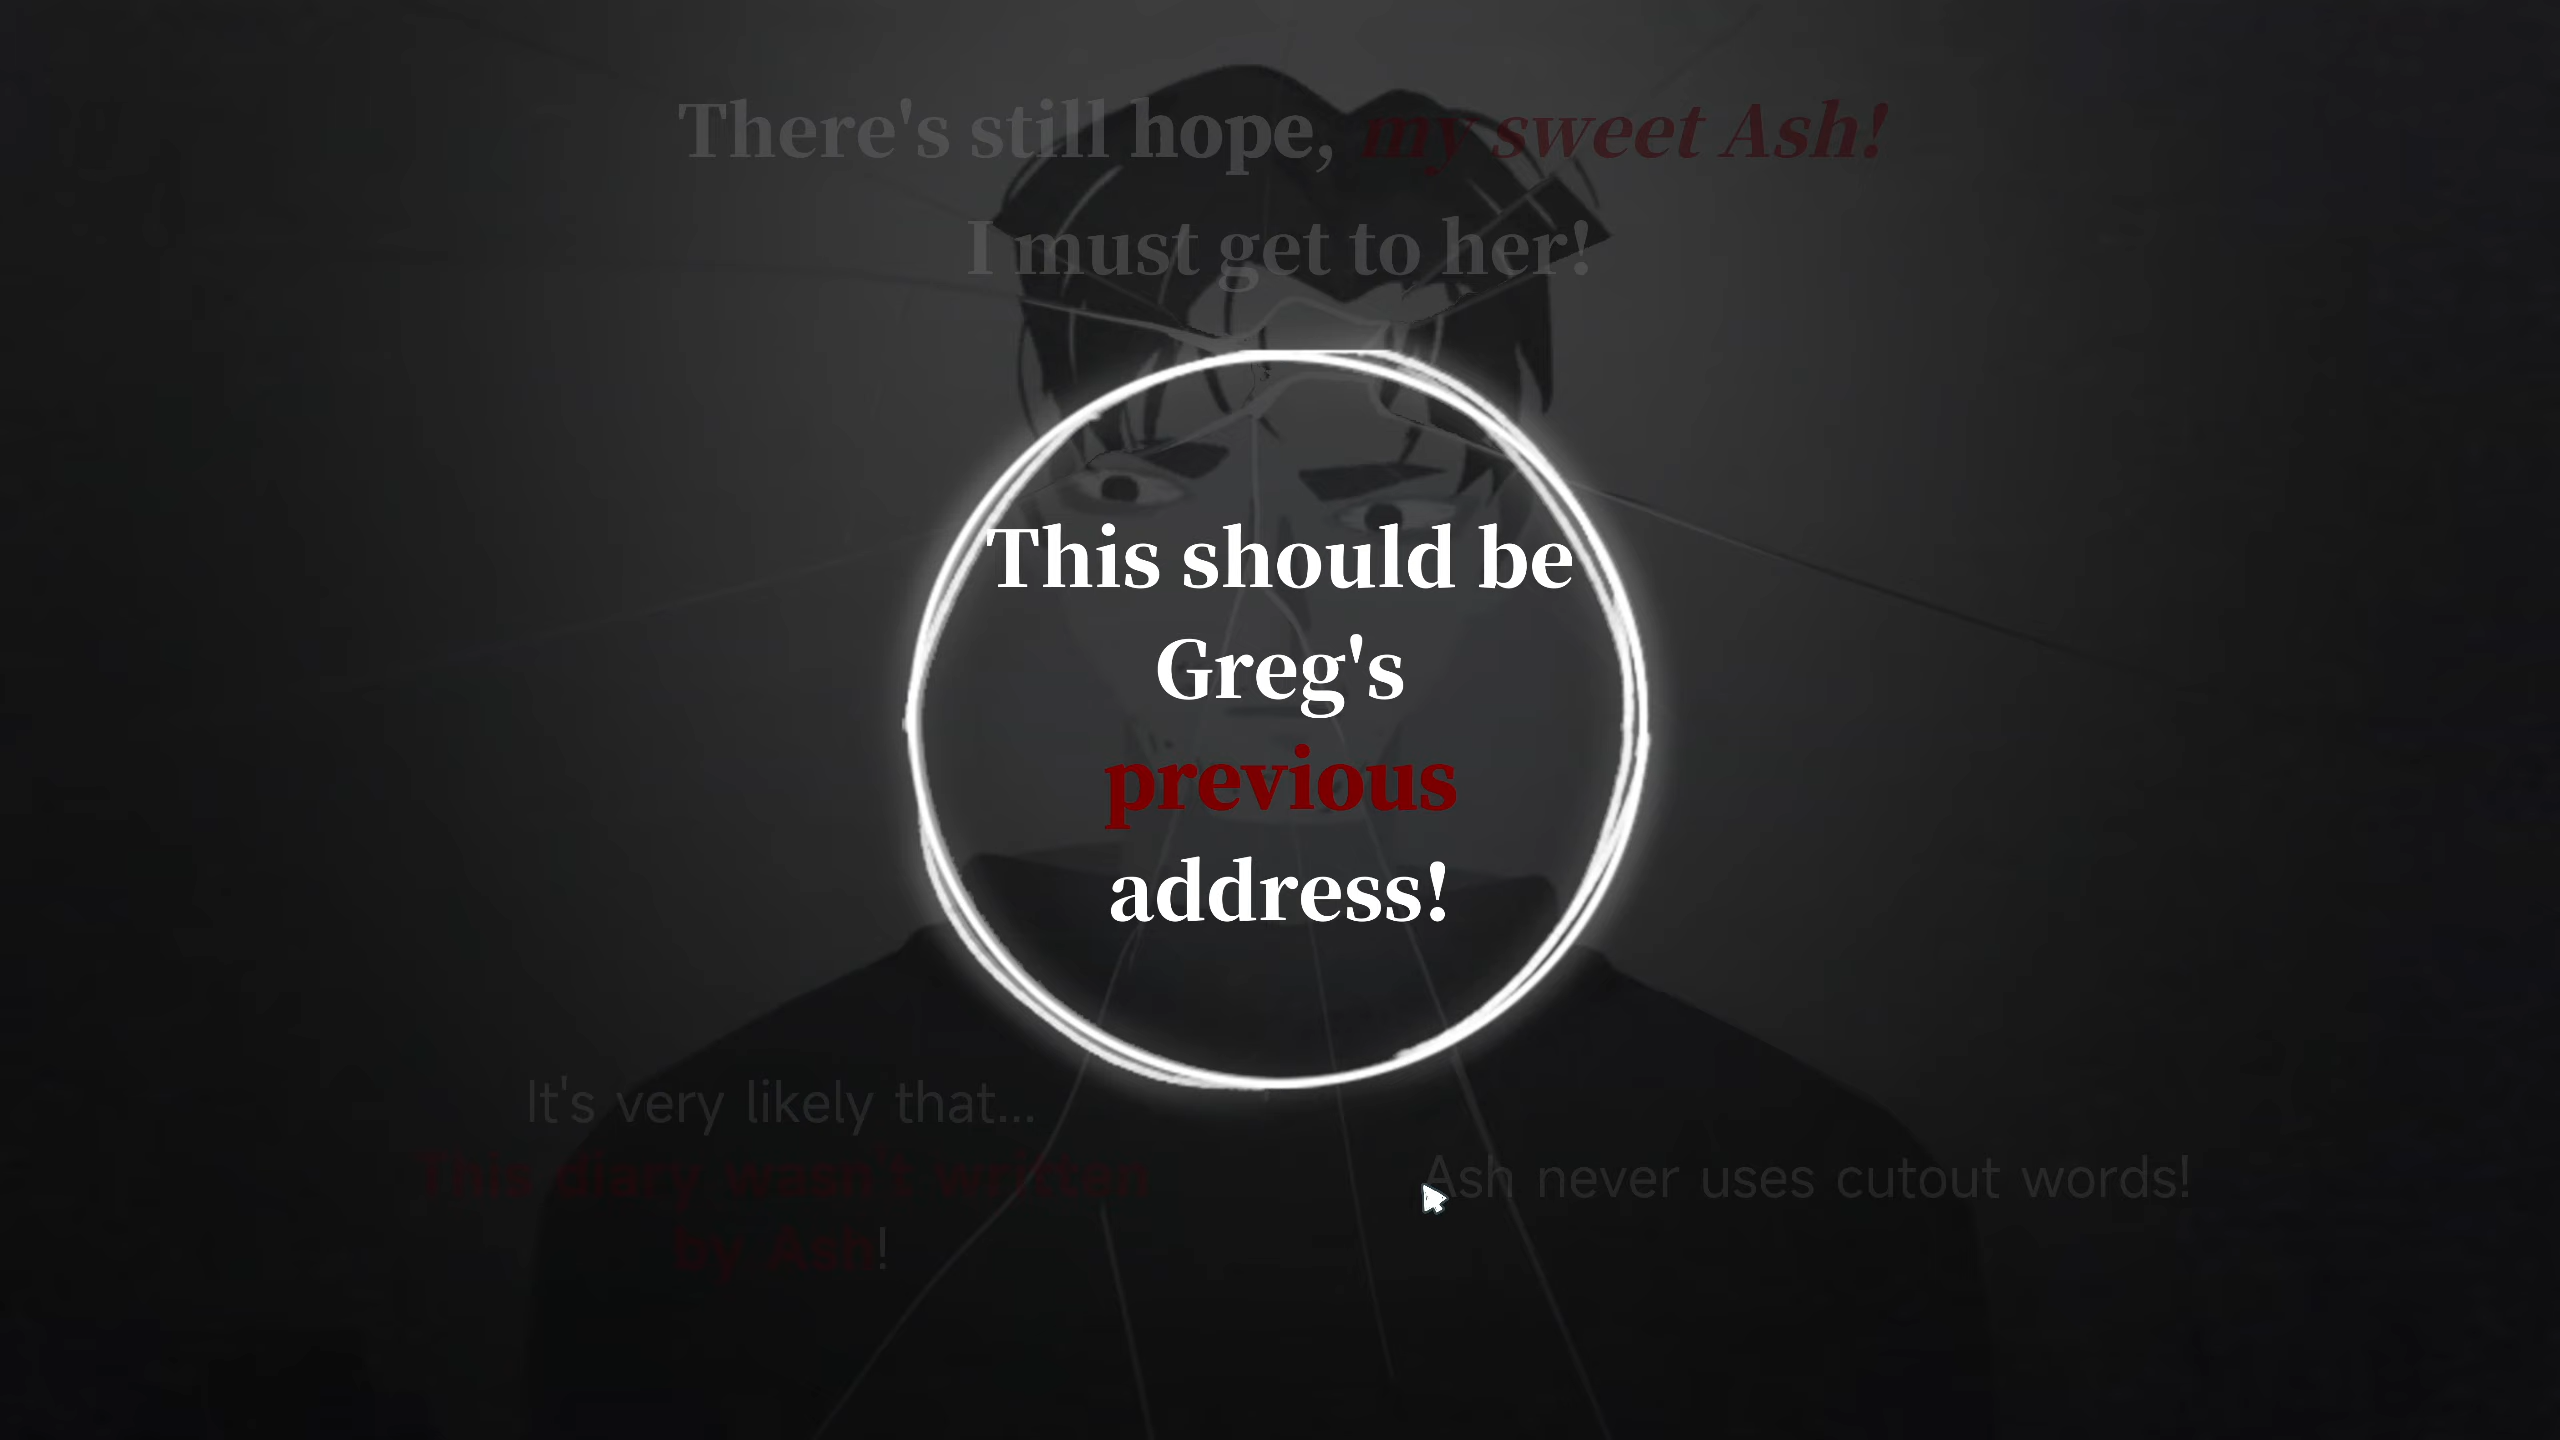 There's still hope, my sweet Ash!
I must get to her!
This should be
Greg's
previous
address!
It's very likely that...
This diary wasn't written
by Ash!
Ash never uses cutout words!